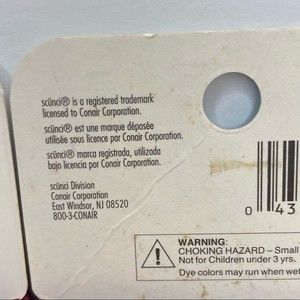 scünci® is a registered trademark
licensed to Conair Corporation.
scünci® est une marque déposée
utilisée sous licence par Conair Corporation.
scünci® marca registrada, utilizada
bajo licencia por Conair Corporation.
scünci Division
Conair Corporation
East Windsor, NJ 08520
800-3-CONAIR
0 43
WARNING:
CHOKING HAZARD – Small
Not for Children under 3 yrs.
Dye colors may run when wet